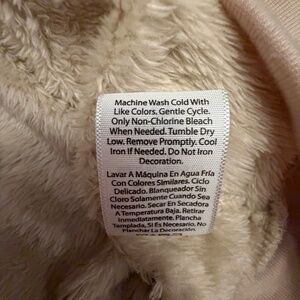 Machine Wash Cold With
Like Colors. Gentle Cycle.
Only Non-Chlorine Bleach
When Needed. Tumble Dry
Low. Remove Promptly. Cool
Iron If Needed. Do Not Iron
Decoration.
Lavar A Máquina En Agua Fría
Con Colores Similares. Ciclo
Delicado. Blanqueador Sin
Cloro Solamente Cuando Sea
Necesario. Secar En Secadora
A Temperatura Baja. Retirar
Inmediatamente. Plancha
Templada, Si Es Necesario. No
Planchar La Decoración.